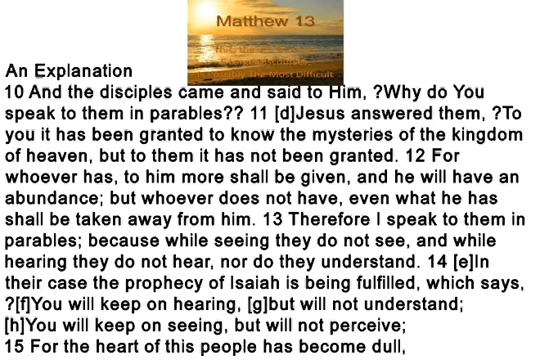 Matthew 13
Possibly The Most Difficult
An Explanation
10 And the disciples came and said to Him, ?Why do You
speak to them in parables?? 11 [d]Jesus answered them, ?To
you it has been granted to know the mysteries of the kingdom
of heaven, but to them it has not been granted. 12 For
whoever has, to him more shall be given, and he will have an
abundance; but whoever does not have, even what he has
shall be taken away from him. 13 Therefore I speak to them in
parables; because while seeing they do not see, and while
hearing they do not hear, nor do they understand. 14 [e]In
their case the prophecy of Isaiah is being fulfilled, which says,
?[f]You will keep on hearing, [g]but will not understand;
[h]You will keep on seeing, but will not perceive;
15 For the heart of this people has become dull,